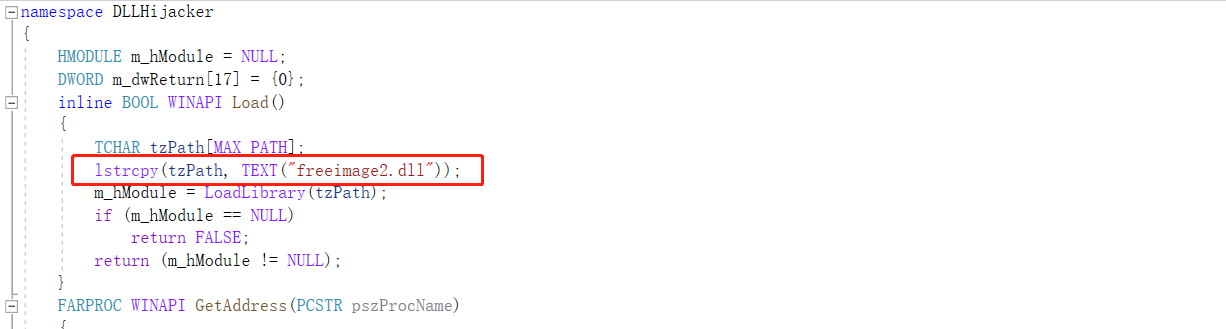 namespace DLLHijacker
{
HMODULE m_hModule = NULL;
DWORD m_dwReturn[17] = {0};
inline BOOL WINAPI Load()
{
TCHAR tzPath[MAX_PATH];
lstrcpy(tzPath, TEXT("freeimage2.dll"));
m_hModule = LoadLibrary(tzPath);
if (m_hModule == NULL)
return FALSE;
return (m_hModule != NULL);
}
FARPROC WINAPI GetAddress(PCSTR pszProcName)
{